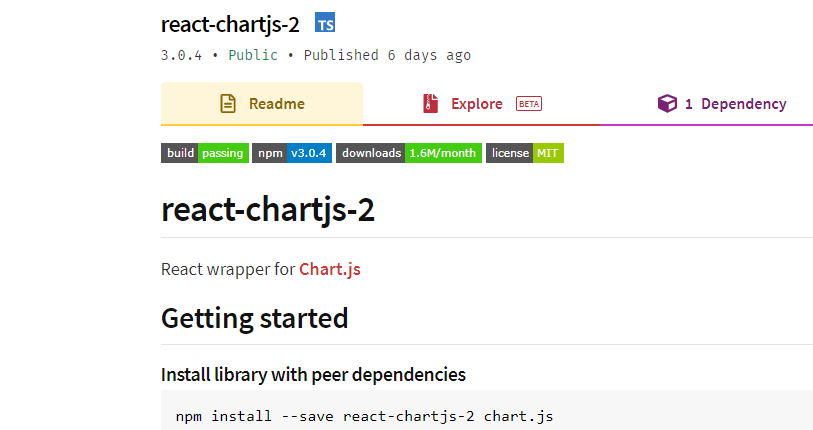 react-chartjs-2 TS
3.0.4 • Public • Published 6 days ago
Readme Explore BETA 1 Dependency
build passing npm v3.0.4 downloads 1.6M/month license MIT
react-chartjs-2
React wrapper for Chart.js
Getting started
Install library with peer dependencies
npm install --save react-chartjs-2 chart.js